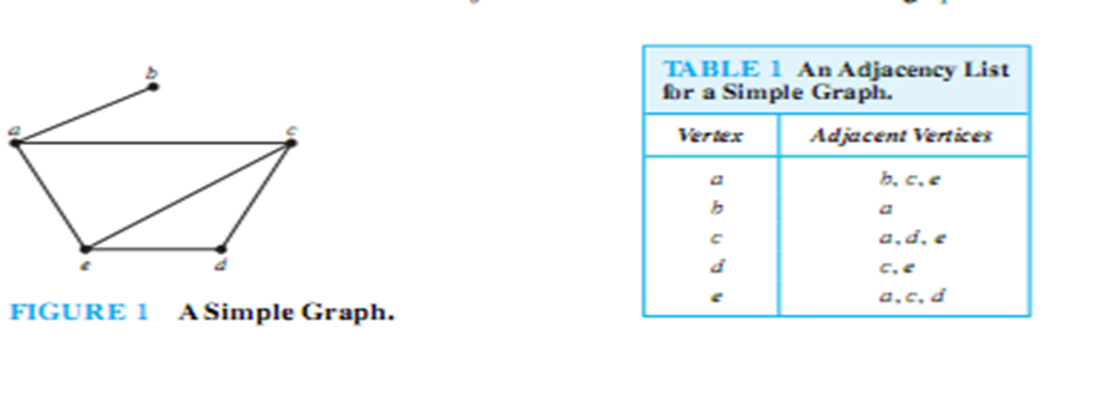 b
a
c
e
d
FIGURE 1 A Simple Graph.
TABLE 1 An Adjacency List
for a Simple Graph.
Vertex Adjacent Vertices
a b, c, e
b a
c a, d, e
d c, e
e a, c, d